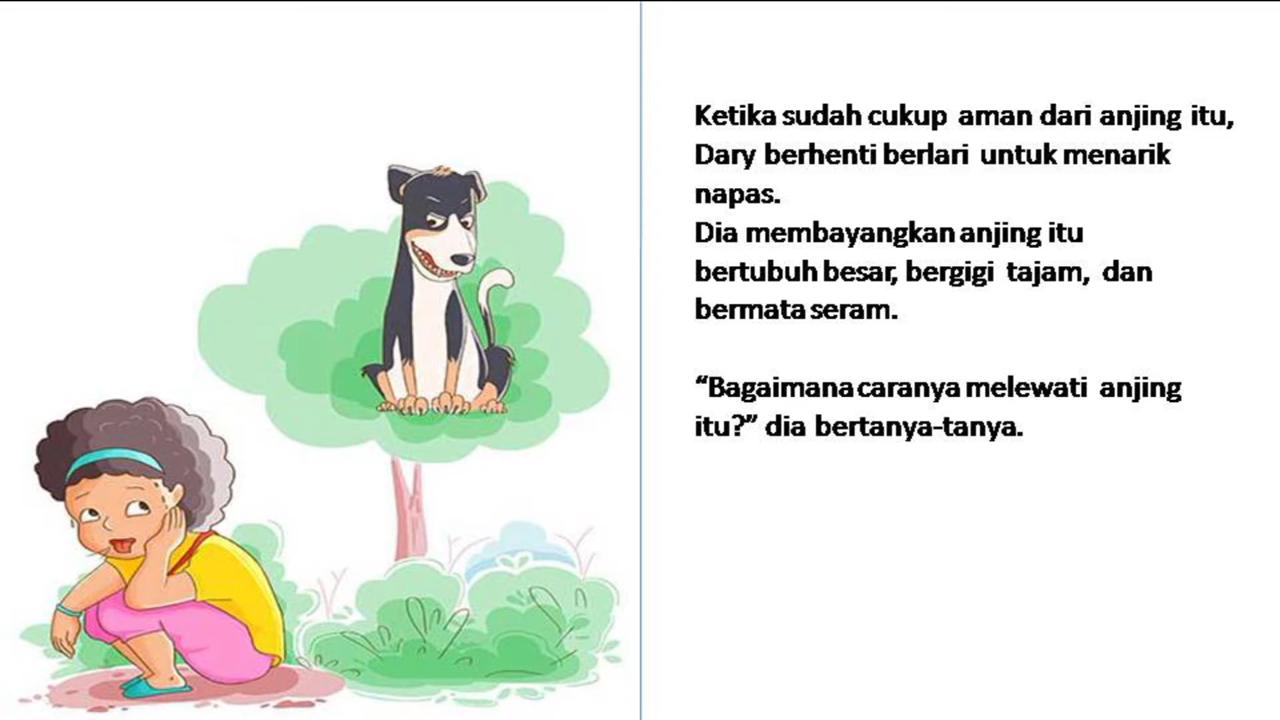 Ketika sudah cukup aman dari anjing itu,
Dary berhenti berlari untuk menarik
napas.
Dia membayangkan anjing itu
bertubuh besar, bergigi tajam, dan
bermata seram.
“Bagaimana caranya melewati anjing
itu?” dia bertanya-tanya.